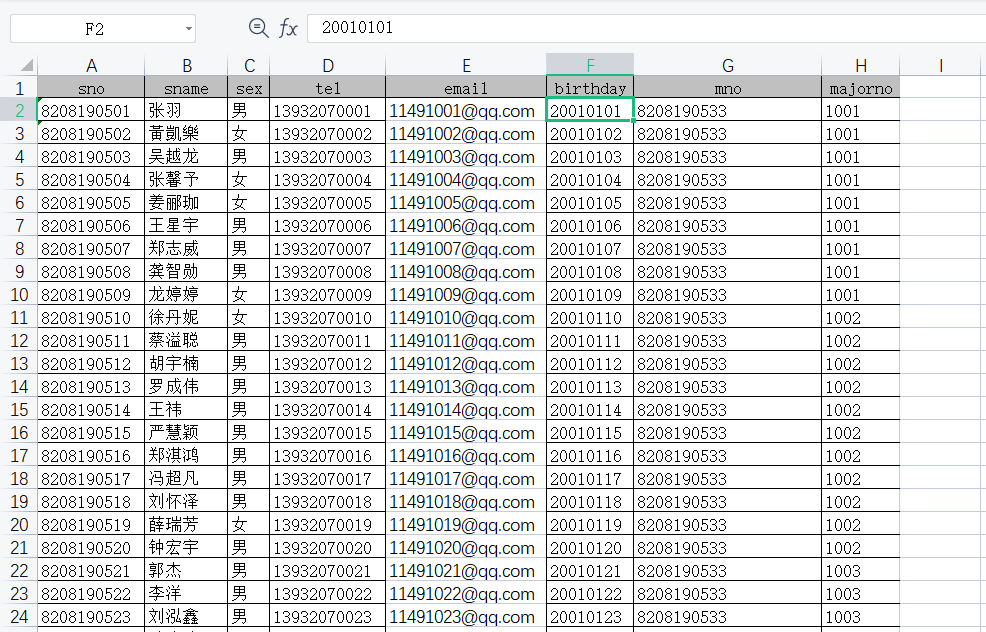 F2 fx 20010101
A B C D E F G H I
1 sno sname sex tel email birthday mno majorno
2 8208190501 张羽 男 13932070001 11491001@qq.com 20010101 8208190533 1001
3 8208190502 黃凱樂 女 13932070002 11491002@qq.com 20010102 8208190533 1001
4 8208190503 吴越龙 男 13932070003 11491003@qq.com 20010103 8208190533 1001
5 8208190504 张馨予 女 13932070004 11491004@qq.com 20010104 8208190533 1001
6 8208190505 姜郦珈 女 13932070005 11491005@qq.com 20010105 8208190533 1001
7 8208190506 王星宇 男 13932070006 11491006@qq.com 20010106 8208190533 1001
8 8208190507 郑志威 男 13932070007 11491007@qq.com 20010107 8208190533 1001
9 8208190508 龚智勋 男 13932070008 11491008@qq.com 20010108 8208190533 1001
10 8208190509 龙婷婷 女 13932070009 11491009@qq.com 20010109 8208190533 1001
11 8208190510 徐丹妮 女 13932070010 11491010@qq.com 20010110 8208190533 1002
12 8208190511 蔡溢聪 男 13932070011 11491011@qq.com 20010111 8208190533 1002
13 8208190512 胡宇楠 男 13932070012 11491012@qq.com 20010112 8208190533 1002
14 8208190513 罗成伟 男 13932070013 11491013@qq.com 20010113 8208190533 1002
15 8208190514 王祎 男 13932070014 11491014@qq.com 20010114 8208190533 1002
16 8208190515 严慧颖 男 13932070015 11491015@qq.com 20010115 8208190533 1002
17 8208190516 郑淇鸿 男 13932070016 11491016@qq.com 20010116 8208190533 1002
18 8208190517 冯超凡 男 13932070017 11491017@qq.com 20010117 8208190533 1002
19 8208190518 刘怀泽 男 13932070018 11491018@qq.com 20010118 8208190533 1002
20 8208190519 薛瑞芳 女 13932070019 11491019@qq.com 20010119 8208190533 1002
21 8208190520 钟宏宇 男 13932070020 11491020@qq.com 20010120 8208190533 1002
22 8208190521 郭杰 男 13932070021 11491021@qq.com 20010121 8208190533 1003
23 8208190522 李洋 男 13932070022 11491022@qq.com 20010122 8208190533 1003
24 8208190523 刘泓鑫 男 13932070023 11491023@qq.com 20010123 8208190533 1003